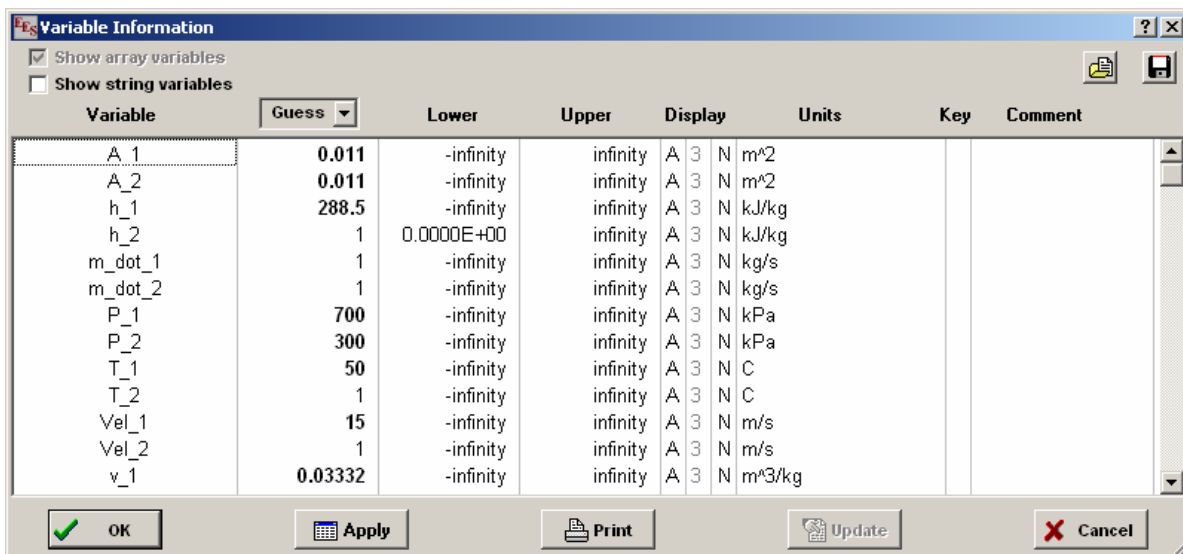 EES Variable Information
Show array variables
Show string variables
Variable Guess Lower Upper Display Units Key Comment
A_1 0.011 -infinity infinity A 3 N m^2
A_2 0.011 -infinity infinity A 3 N m^2
h_1 288.5 -infinity infinity A 3 N kJ/kg
h_2 1 0.0000E+00 infinity A 3 N kJ/kg
m_dot_1 1 -infinity infinity A 3 N kg/s
m_dot_2 1 -infinity infinity A 3 N kg/s
P_1 700 -infinity infinity A 3 N kPa
P_2 300 -infinity infinity A 3 N kPa
T_1 50 -infinity infinity A 3 N C
T_2 1 -infinity infinity A 3 N C
Vel_1 15 -infinity infinity A 3 N m/s
Vel_2 1 -infinity infinity A 3 N m/s
v_1 0.03332 -infinity infinity A 3 N m^3/kg
OK Apply Print Update Cancel